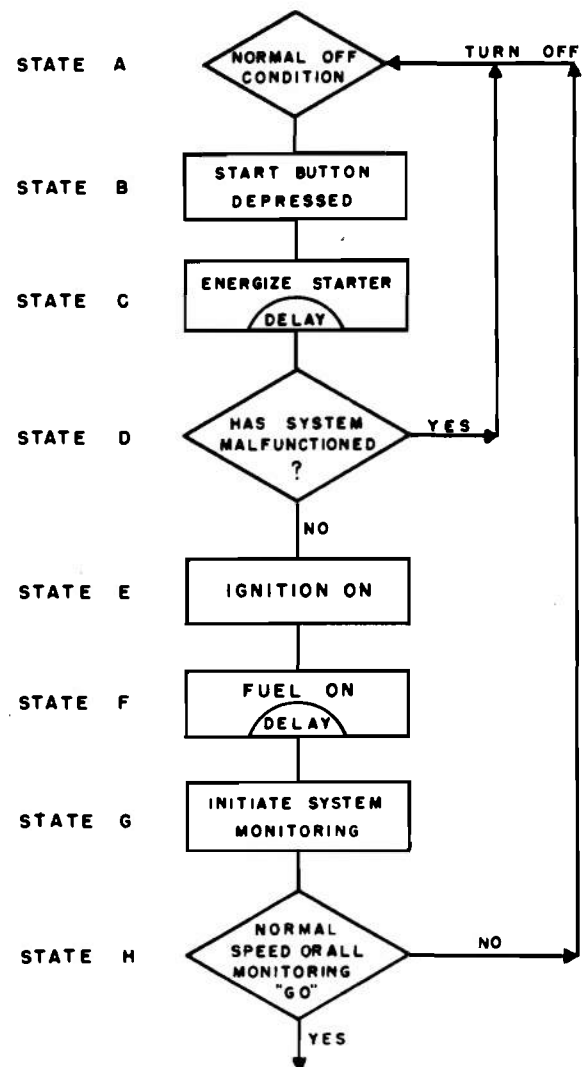 STATE A
NORMAL OFF
CONDITION
TURN OFF
STATE B
START BUTTON
DEPRESSED
STATE C
ENERGIZE STARTER
DELAY
STATE D
HAS SYSTEM
MALFUNCTIONED
?
YES
NO
STATE E
IGNITION ON
STATE F
FUEL ON
DELAY
STATE G
INITIATE SYSTEM
MONITORING
STATE H
NORMAL
SPEED OR ALL
MONITORING
"GO"
NO
YES